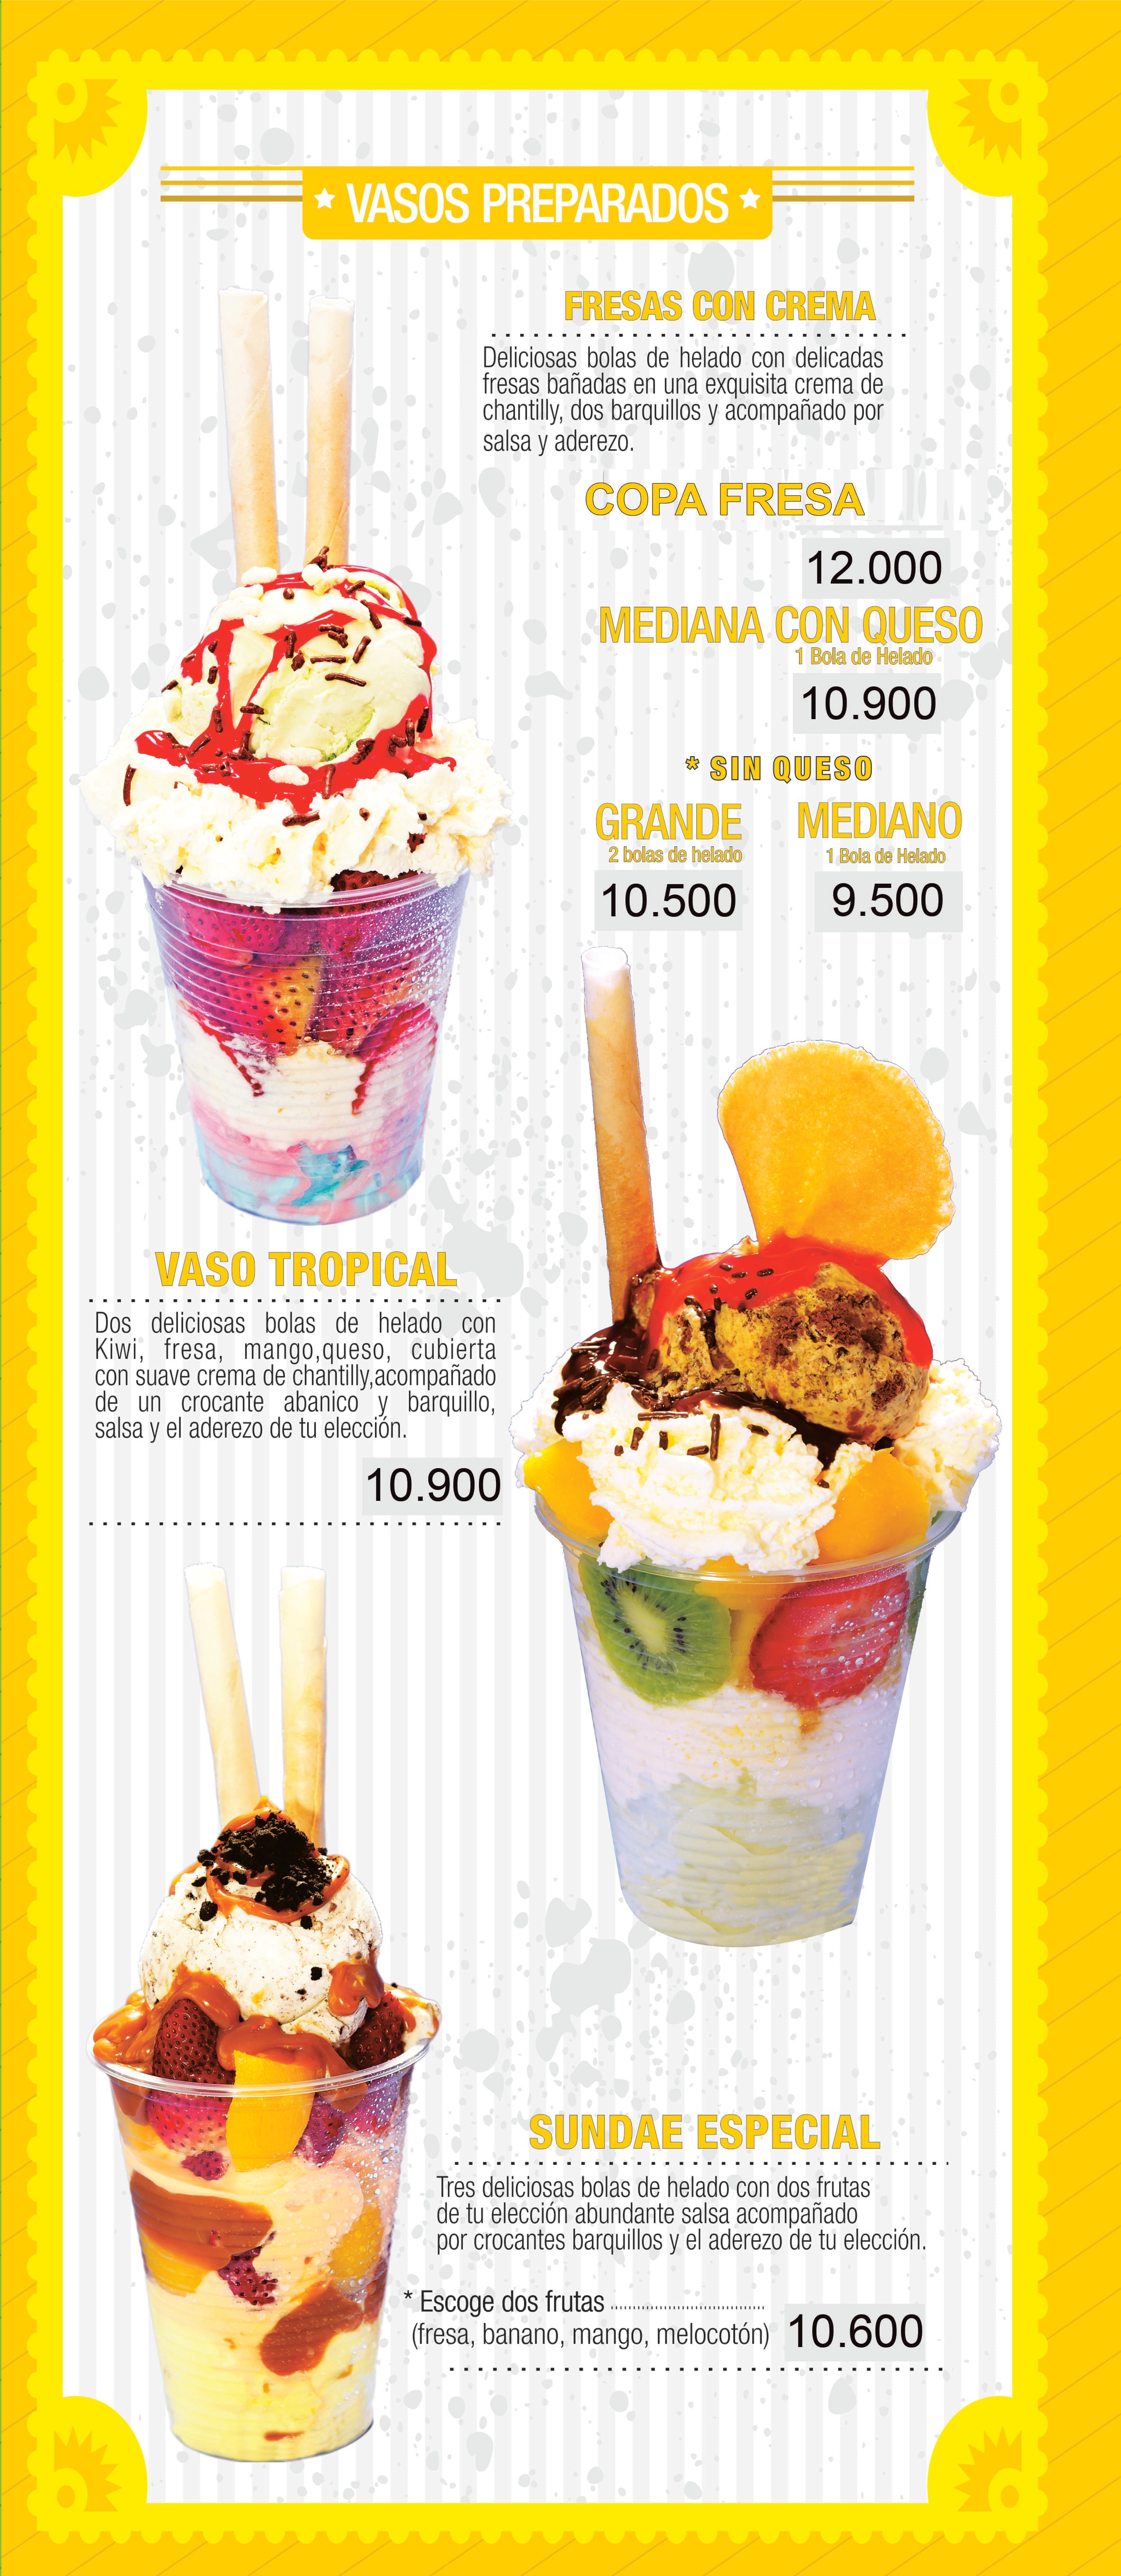 VASOS PREPARADOS
FRESAS CON CREMA
Deliciosas bolas de helado con delicadas
fresas bañadas en una exquisita crema de
chantilly, dos barquillos y acompañado por
salsa y aderezo.
COPA FRESA
12.000
MEDIANA CON QUESO
1 Bola de Helado
10.900
* SIN QUESO
GRANDE MEDIANO
2 bolas de helado 1 Bola de Helado
10.500 9.500
VASO TROPICAL
Dos deliciosas bolas de helado con
Kiwi, fresa, mango,queso, cubierta
con suave crema de chantilly,acompañado
de un crocante abanico y barquillo,
salsa y el aderezo de tu elección.
10.900
SUNDAE ESPECIAL
Tres deliciosas bolas de helado con dos frutas
de tu elección abundante salsa acompañado
por crocantes barquillos y el aderezo de tu elección.
* Escoge dos frutas
(fresa, banano, mango, melocotón) 10.600